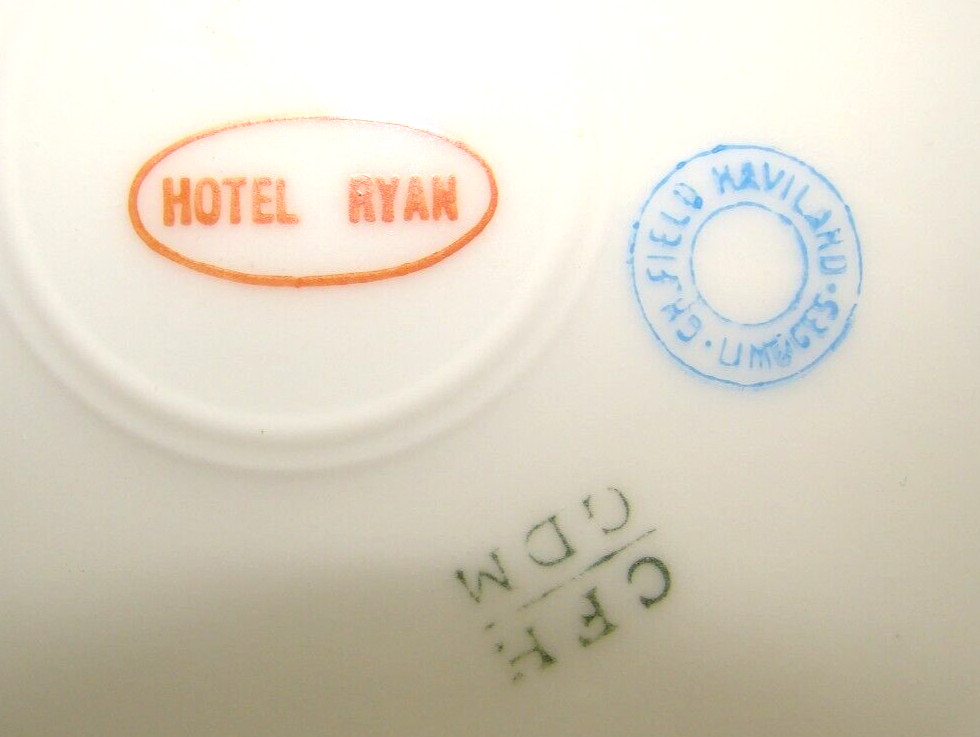 HOTEL RYAN
CH. FIELD HAVILAND · LIMOGES ·
CFH
GDM